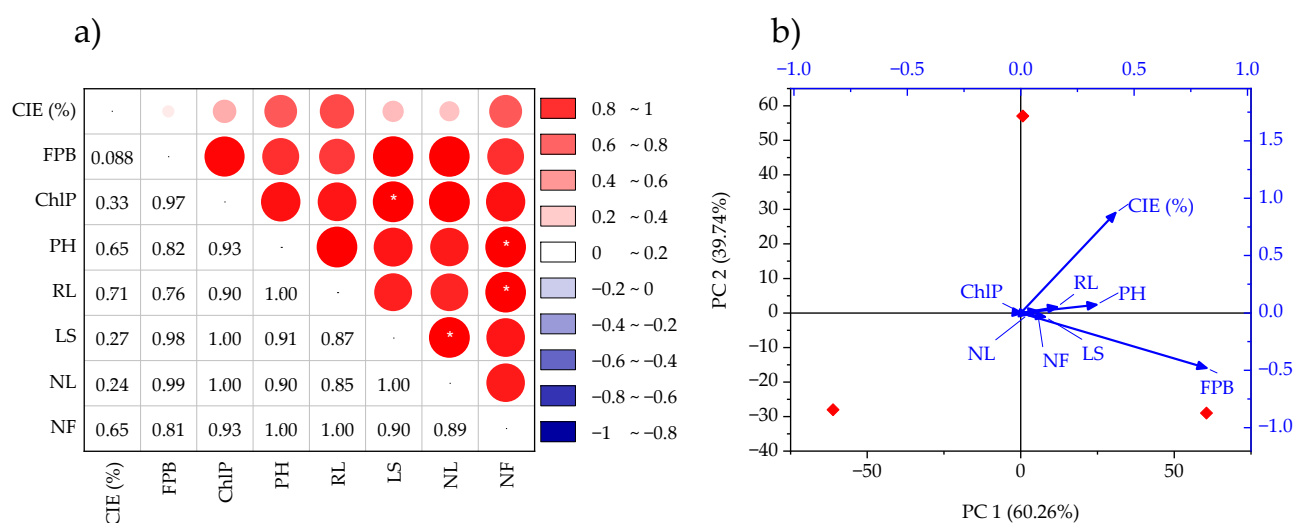 a)
CIE (%)
FPB 0.088
ChlP 0.33 0.97 *
PH 0.65 0.82 0.93 *
RL 0.71 0.76 0.90 1.00 *
LS 0.27 0.98 1.00 0.91 0.87 *
NL 0.24 0.99 1.00 0.90 0.85 1.00
NF 0.65 0.81 0.93 1.00 1.00 0.90 0.89
CIE (%) FPB ChlP PH RL LS NL NF
0.8 ~ 1
0.6 ~ 0.8
0.4 ~ 0.6
0.2 ~ 0.4
0 ~ 0.2
−0.2 ~ 0
−0.4 ~ −0.2
−0.6 ~ −0.4
−0.8 ~ −0.6
−1 ~ −0.8
b)
−1.0 −0.5 0.0 0.5 1.0
60
50
40
30
20
10
0
−10
−20
−30
−40
PC 2 (39.74%)
1.5
1.0
0.5
0.0
−0.5
−1.0
CIE (%)
ChlP RL PH
NL NF LS
FPB
−50 0 50
PC 1 (60.26%)